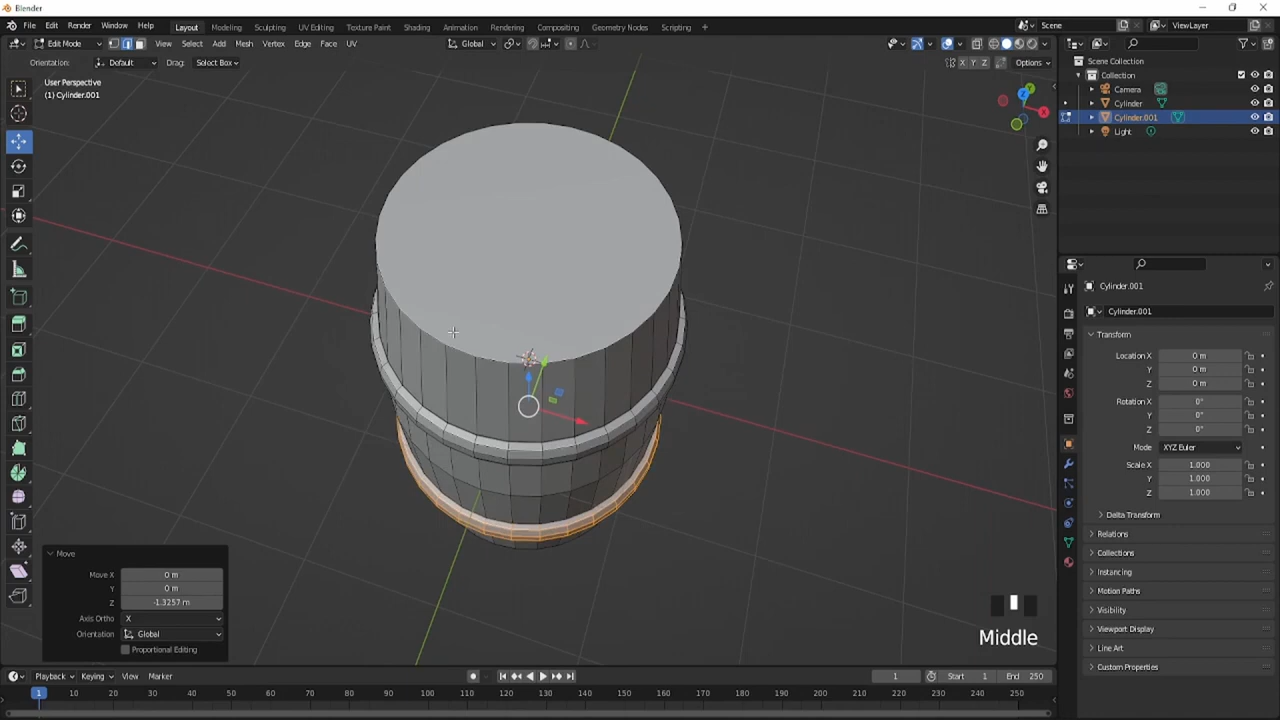 Blender
File Edit Render Window Help Layout Modeling Sculpting UV Editing Texture Paint Shading Animation Rendering Compositing Geometry Nodes Scripting + Scene ViewLayer
Edit Mode View Select Add Mesh Vertex Edge Face UV Global
Orientation: Default Drag: Select Box X Y Z Options
User Perspective
(1) Cylinder.001
Scene Collection
Collection
Camera
Cylinder
Cylinder.001
Light
Cylinder.001
Cylinder.001
Transform
Location X 0 m
Y 0 m
Z 0 m
Rotation X 0°
Y 0°
Z 0°
Mode XYZ Euler
Scale X 1.000
Y 1.000
Z 1.000
Delta Transform
Relations
Collections
Instancing
Motion Paths
Visibility
Viewport Display
Line Art
Custom Properties
Move
Move X 0 m
Y 0 m
Z -1.3257 m
Axis Ortho X
Orientation Global
Proportional Editing
Middle
Playback Keying View Marker 1 Start 1 End 250
1 10 20 30 40 50 60 70 80 90 100 110 120 130 140 150 160 170 180 190 200 210 220 230 240 250